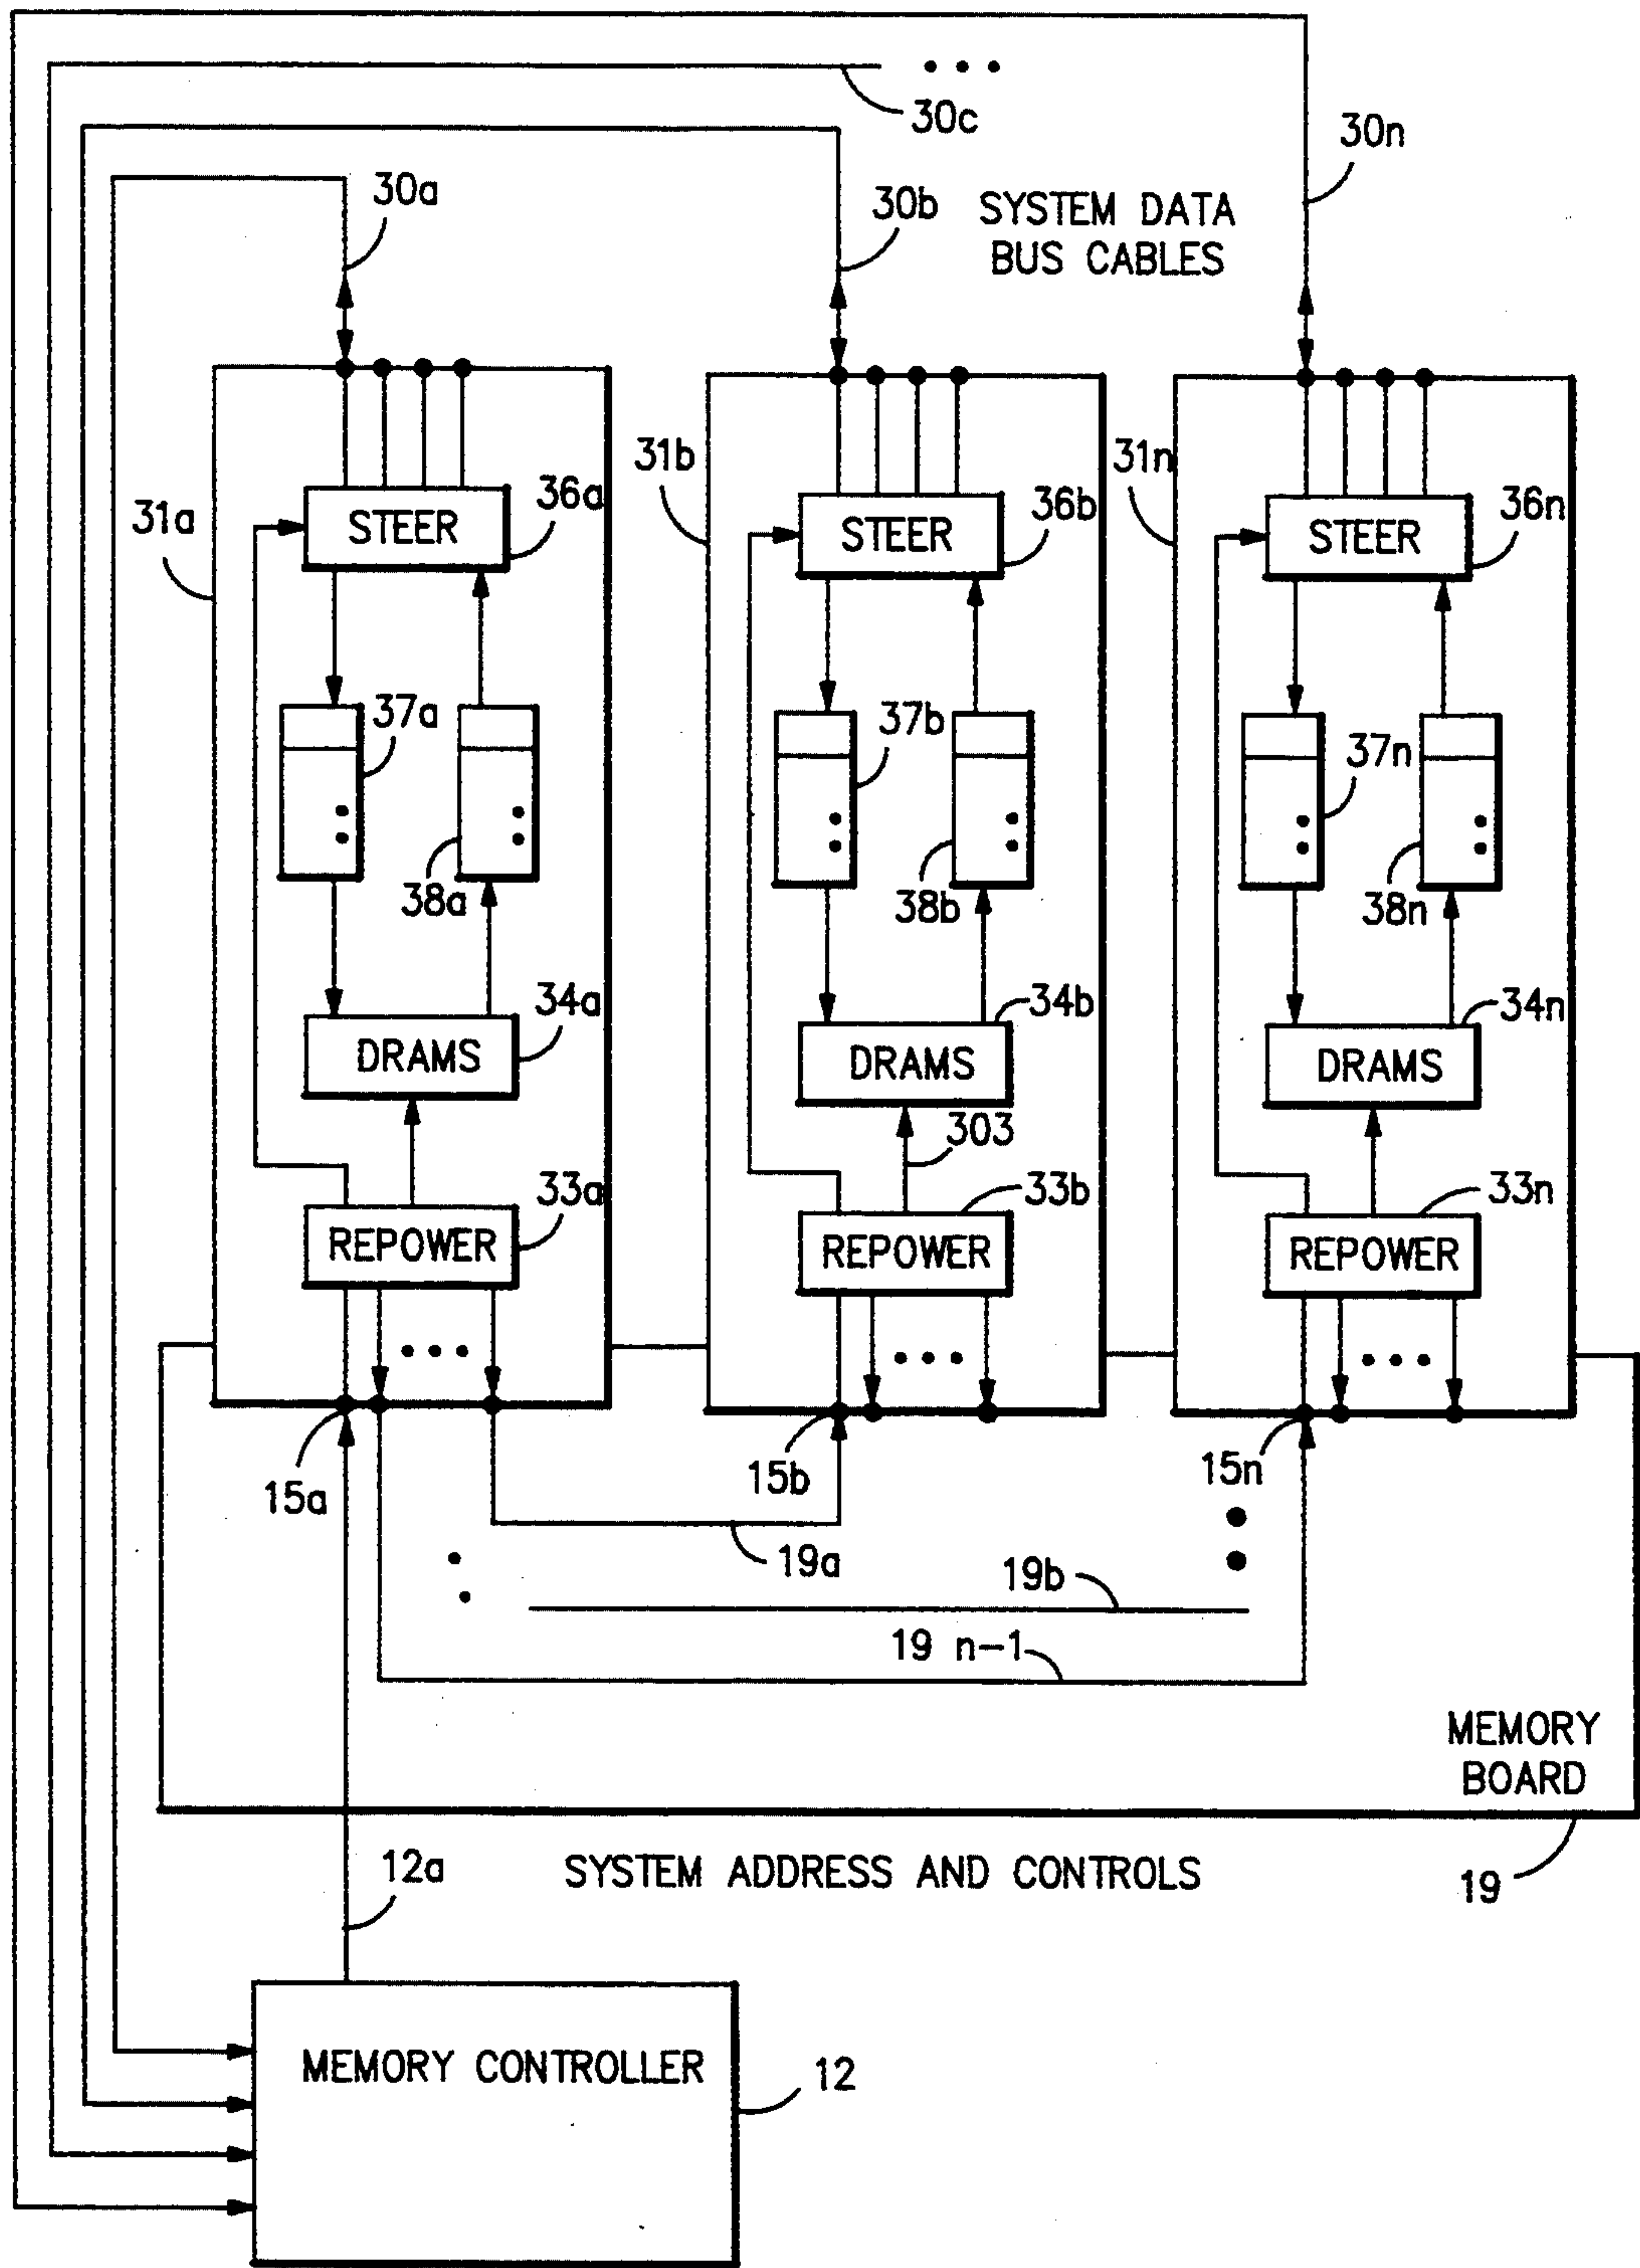 30c
30n
30a
30b
SYSTEM DATA
BUS CABLES
31a
36a
31b
36b
31n
36n
STEER
STEER
STEER
37a
37b
37n
38a
38b
38n
34a
34b
34n
DRAMS
DRAMS
DRAMS
303
33a
33b
33n
REPOWER
REPOWER
REPOWER
15a
15b
15n
19a
19b
19 n-1
MEMORY
BOARD
12a
SYSTEM ADDRESS AND CONTROLS
19
MEMORY CONTROLLER
12